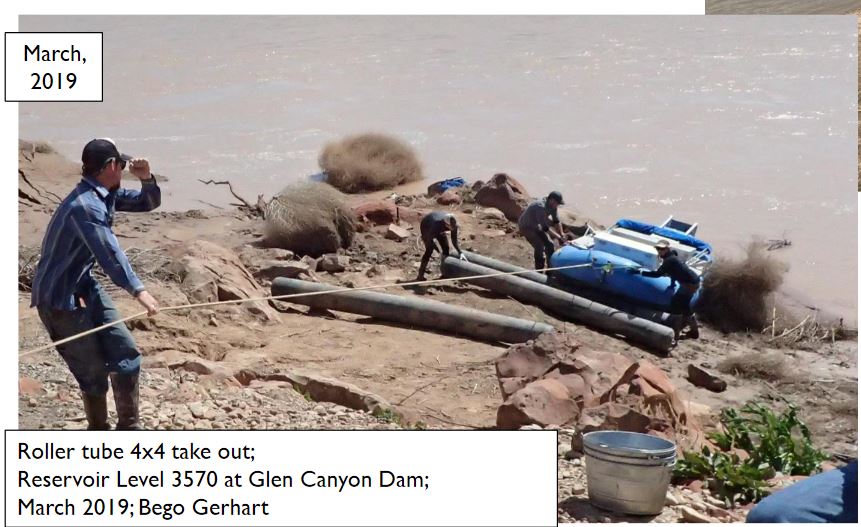 March,
2019
Roller tube 4x4 take out;
Reservoir Level 3570 at Glen Canyon Dam;
March 2019; Bego Gerhart